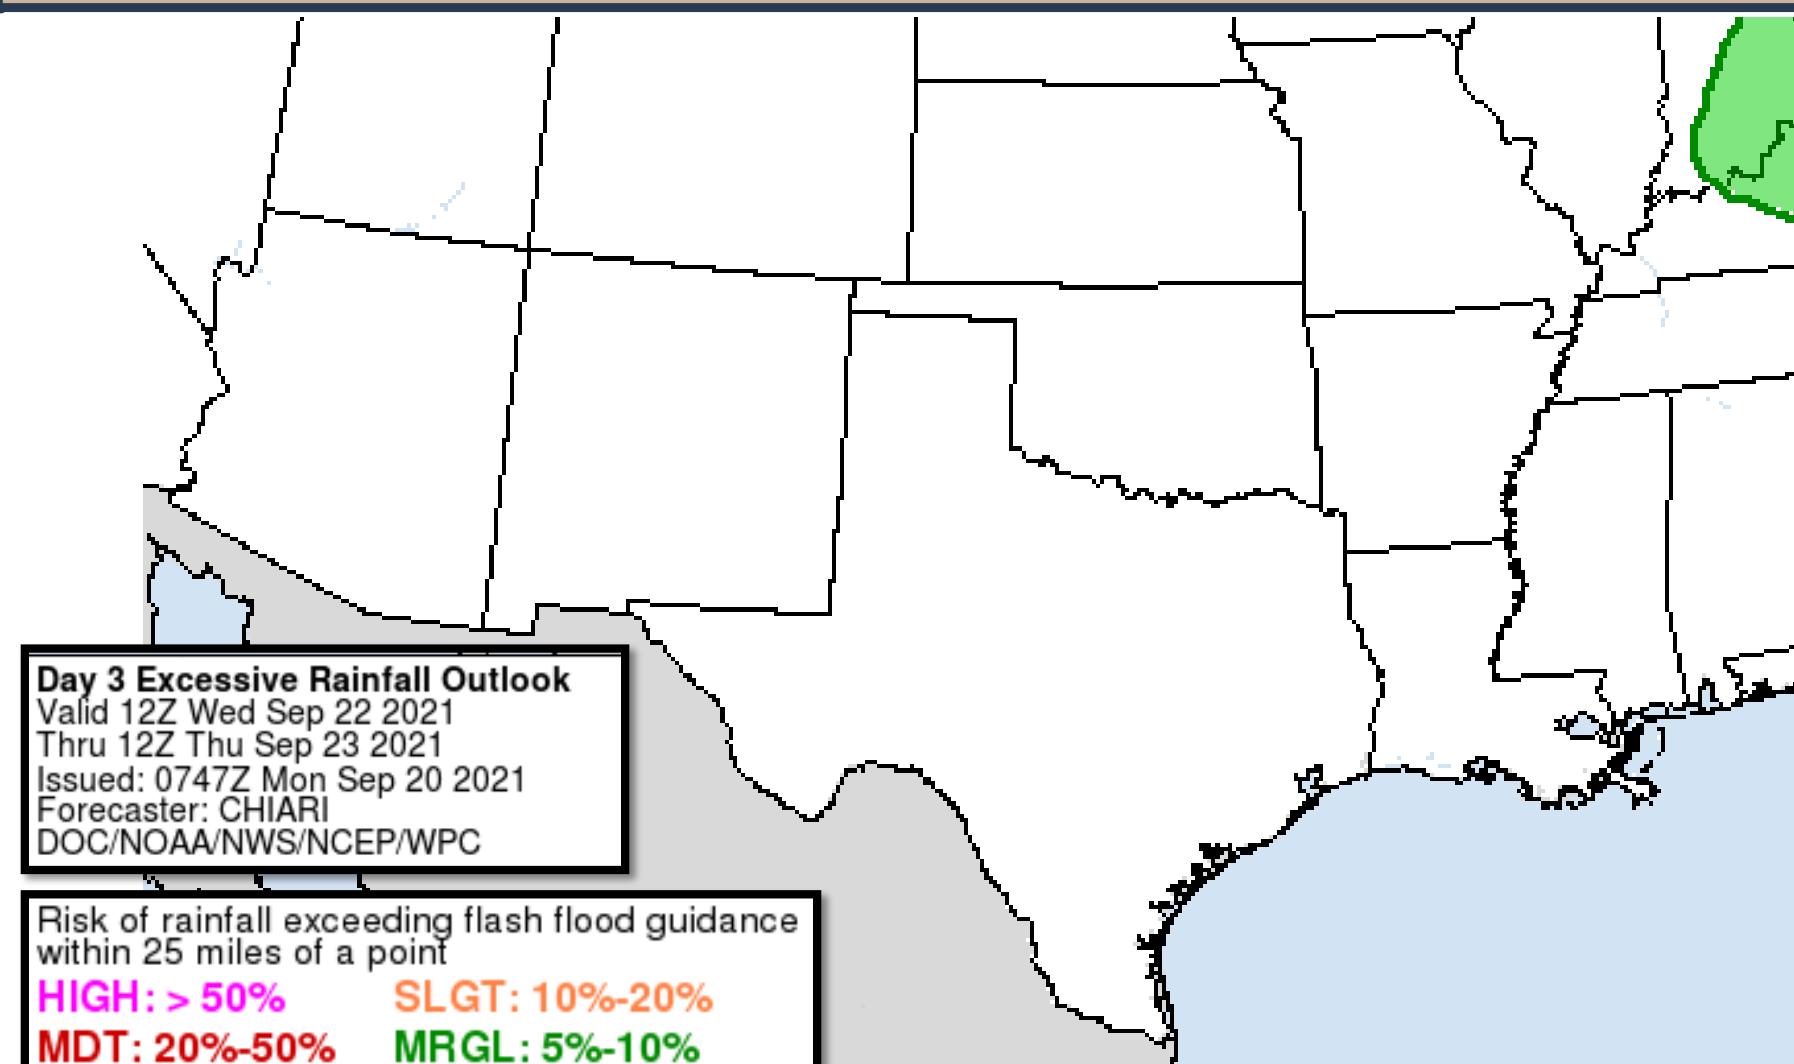 Day 3 Excessive Rainfall Outlook
Valid 12Z Wed Sep 22 2021
Thru 12Z Thu Sep 23 2021
Issued: 0747Z Mon Sep 20 2021
Forecaster: CHIARI
DOC/NOAA/NWS/NCEP/WPC
Risk of rainfall exceeding flash flood guidance
within 25 miles of a point
HIGH: > 50% SLGT: 10%-20%
MDT: 20%-50% MRGL: 5%-10%